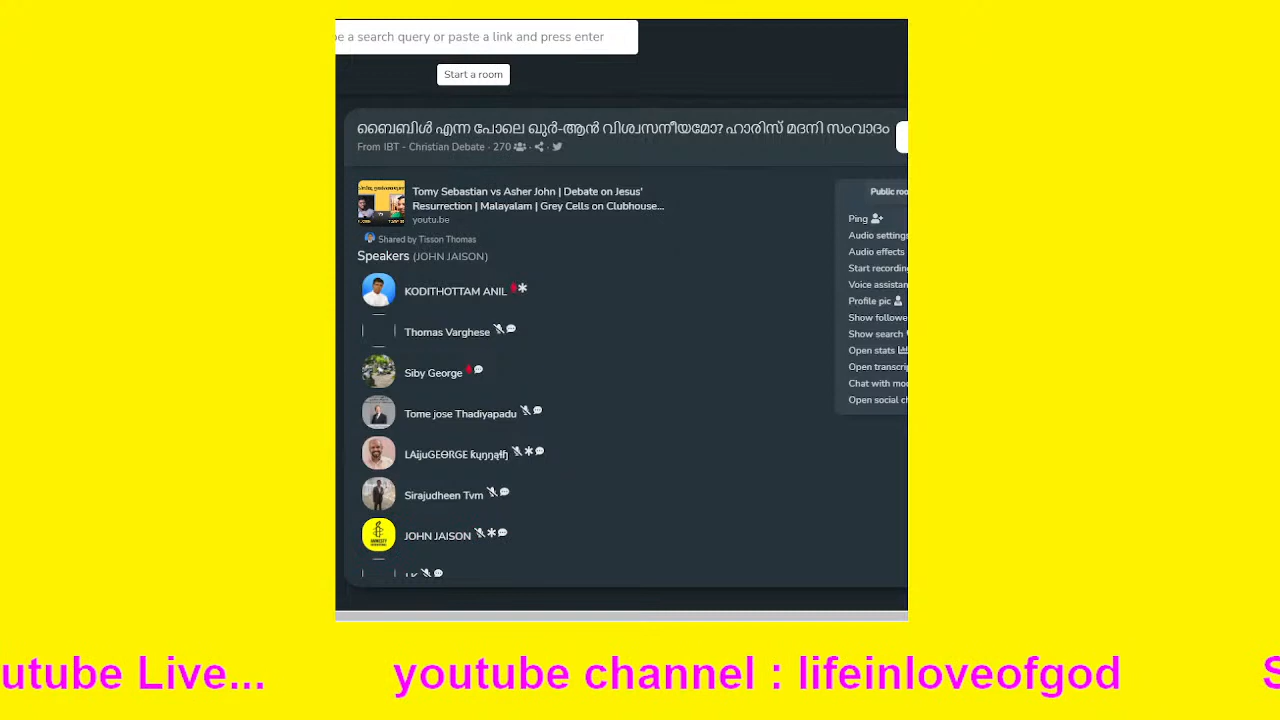 a search query or paste a link and press enter
Start a room
ബൈബിൾ എന്ന പോലെ ഖുർ-ആൻ വിശ്വസനീയമോ? ഹാരിസ് മദനി സംവാദം
From IBT - Christian Debate · 270
Tomy Sebastian vs Asher John | Debate on Jesus'
Resurrection | Malayalam | Grey Cells on Clubhouse...
youtu.be
Shared by Tisson Thomas
Speakers (JOHN JAISON)
KODITHOTTAM ANIL
Thomas Varghese
Siby George
Tome jose Thadiyapadu
LAijuGEƟRGE ƙųŋŋąƚɧ
Sirajudheen Tvm
JOHN JAISON
Public roo
Ping
Audio settings
Audio effects
Start recordin
Voice assistan
Profile pic
Show followe
Show search
Open stats
Open transcri
Chat with mo
Open social ch
utube Live...
youtube channel : lifeinloveofgod
S